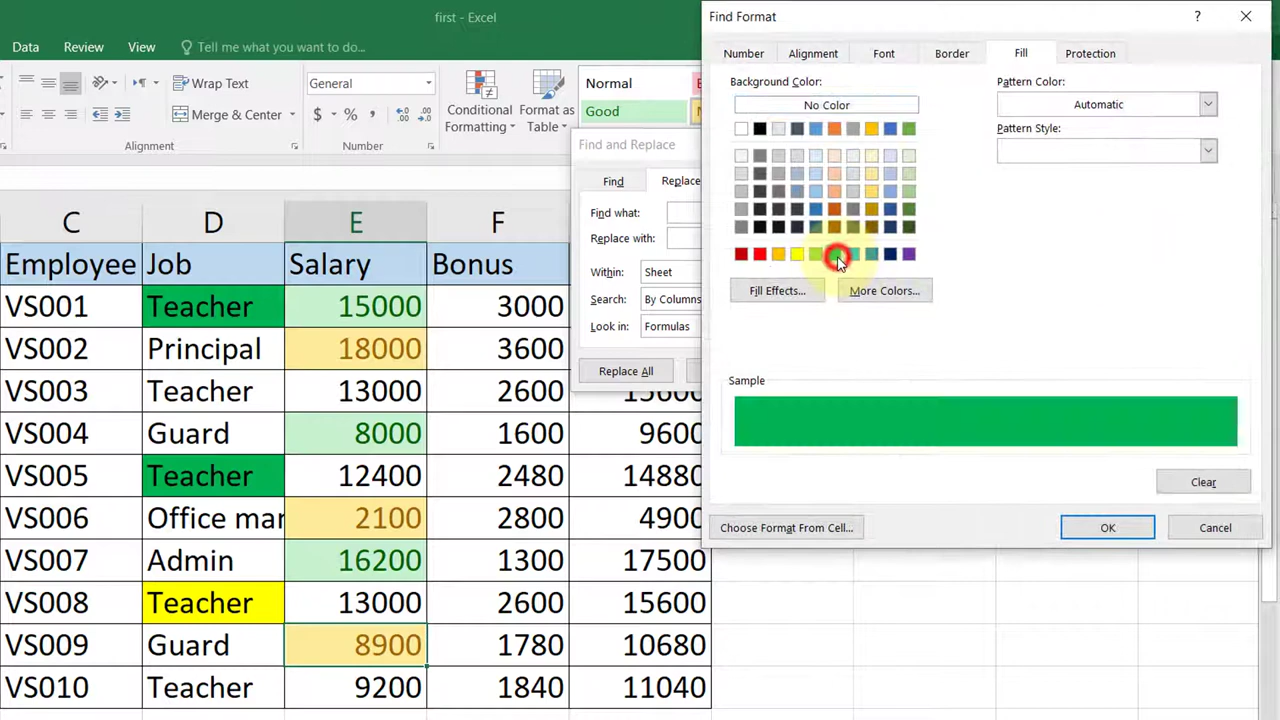 first - Excel
Find Format
?
Data Review View Tell me what you want to do...
Number Alignment Font Border Fill Protection
Wrap Text General Normal
Background Color: Pattern Color:
No Color Automatic
Merge & Center $ % , Conditional Formatting Format as Table Good
Pattern Style:
Alignment Number
Find and Replace
Find Replace
Find what:
Replace with:
Within: Sheet
Search: By Columns
Look in: Formulas
Replace All
Fill Effects... More Colors...
Sample
Clear
Choose Format From Cell... OK Cancel
C D E F
Employee Job Salary Bonus
VS001 Teacher 15000 3000
VS002 Principal 18000 3600
VS003 Teacher 13000 2600 15600
VS004 Guard 8000 1600 9600
VS005 Teacher 12400 2480 14880
VS006 Office mar 2100 2800 4900
VS007 Admin 16200 1300 17500
VS008 Teacher 13000 2600 15600
VS009 Guard 8900 1780 10680
VS010 Teacher 9200 1840 11040